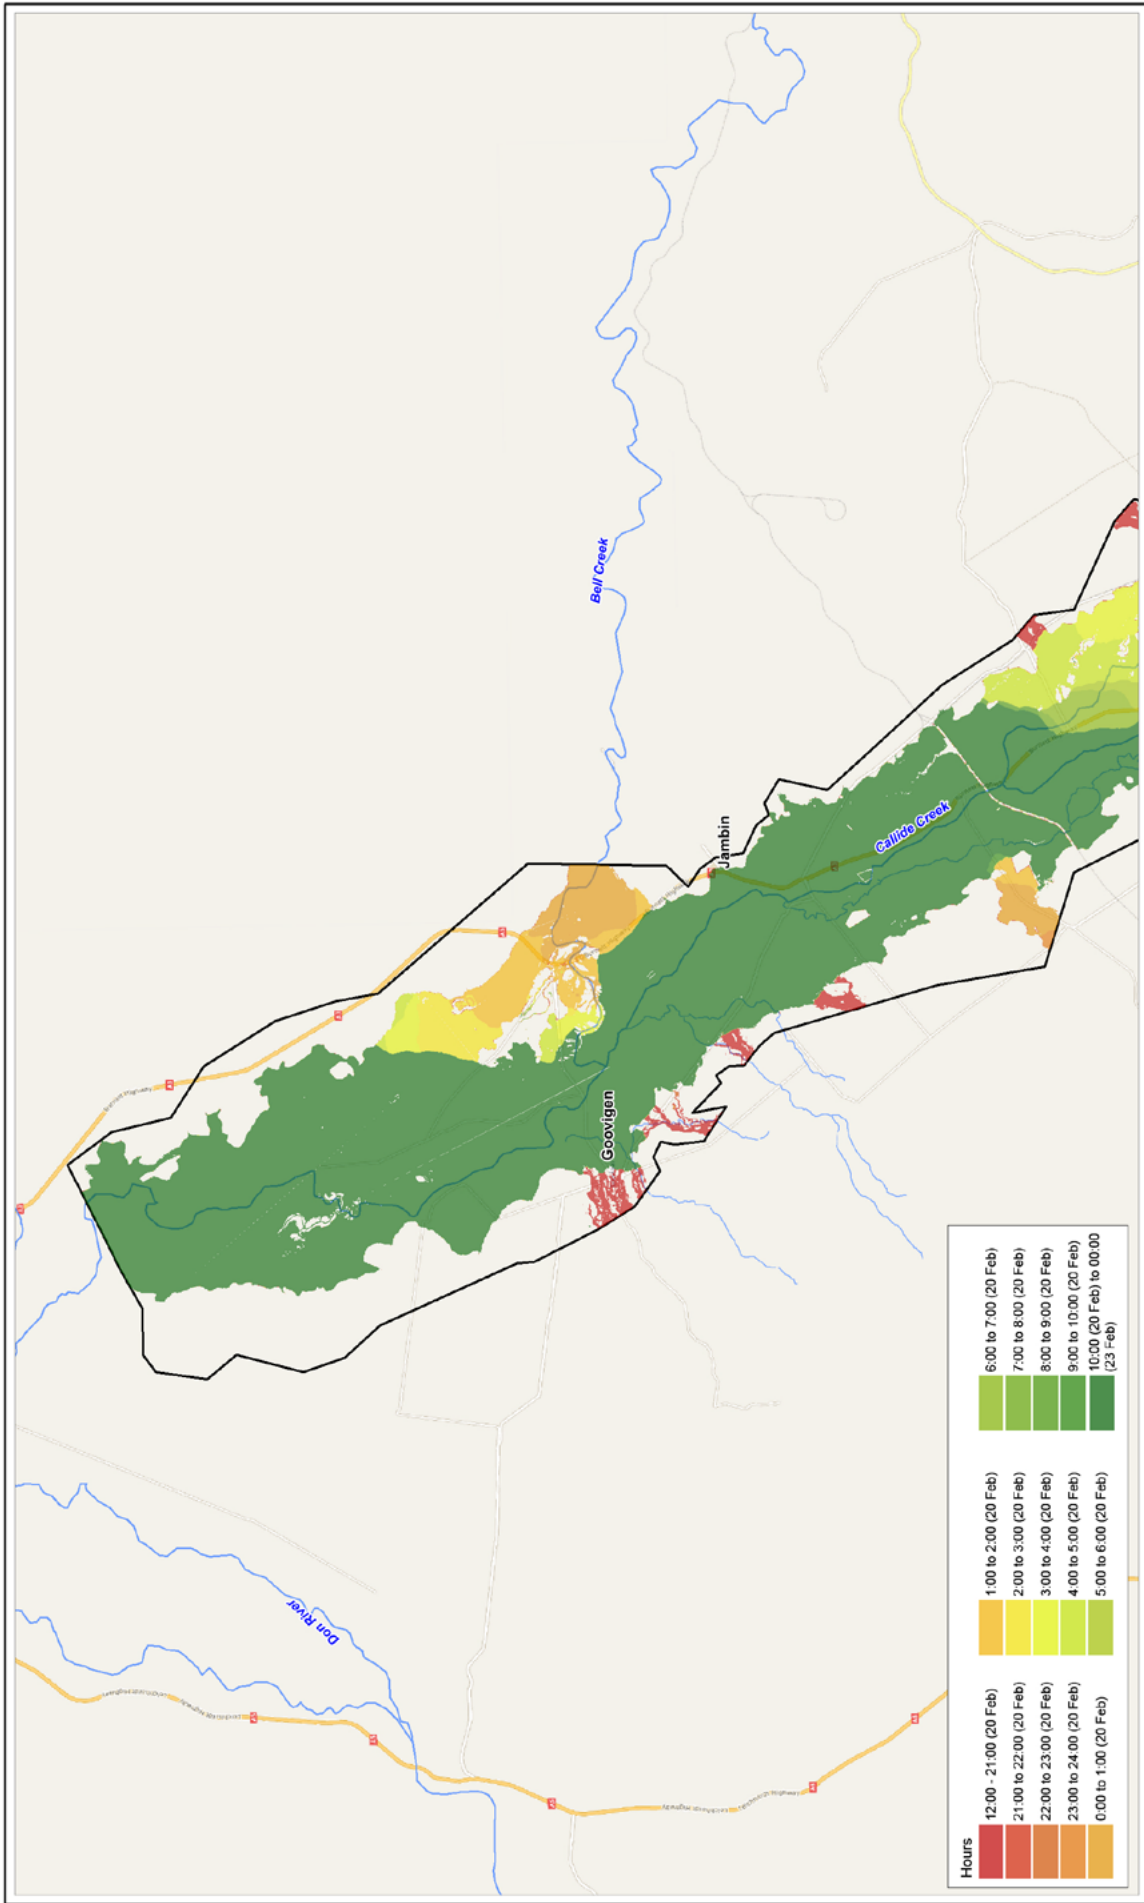 Bell Creek
Jambin
Callide Creek
Goovigen
Don River
Burnett Highway
Leichhardt Highway
Hours
12:00 - 21:00 (20 Feb)
21:00 to 22:00 (20 Feb)
22:00 to 23:00 (20 Feb)
23:00 to 24:00 (20 Feb)
0:00 to 1:00 (20 Feb)
1:00 to 2:00 (20 Feb)
2:00 to 3:00 (20 Feb)
3:00 to 4:00 (20 Feb)
4:00 to 5:00 (20 Feb)
5:00 to 6:00 (20 Feb)
6:00 to 7:00 (20 Feb)
7:00 to 8:00 (20 Feb)
8:00 to 9:00 (20 Feb)
9:00 to 10:00 (20 Feb)
10:00 (20 Feb) to 00:00
(23 Feb)